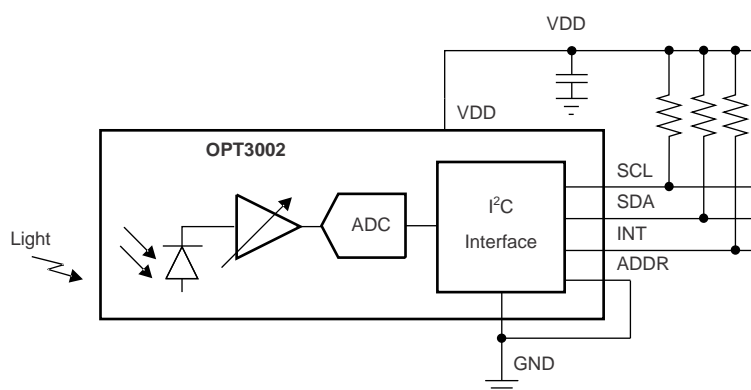 VDD
VDD
OPT3002
SCL
I²C
SDA
ADC
Light
Interface
INT
ADDR
GND